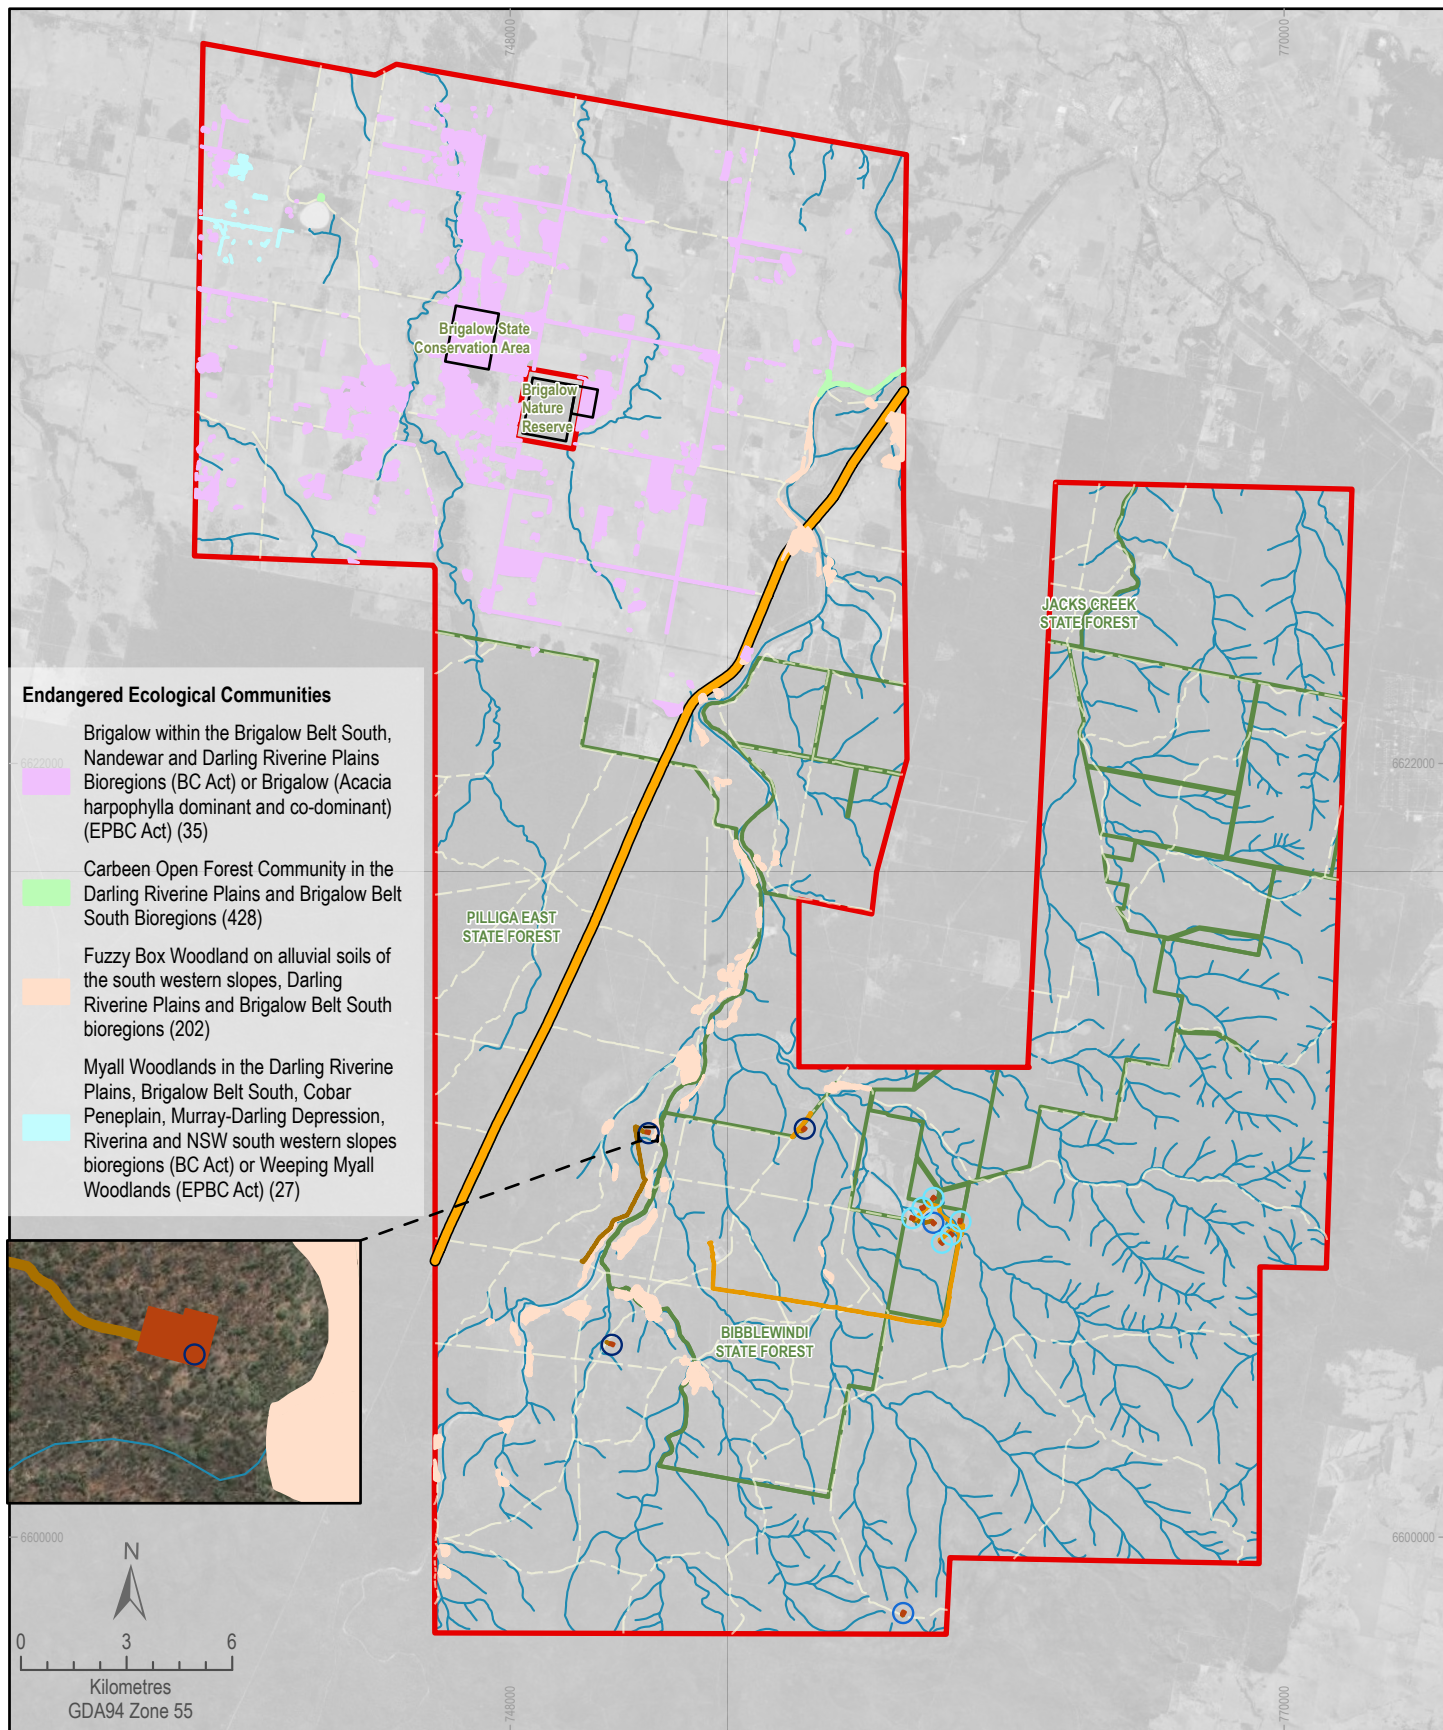 748000
770000
Brigalow State
Conservation Area
Brigalow
Nature
Reserve
JACKS CREEK
STATE FOREST
Endangered Ecological Communities
Brigalow within the Brigalow Belt South,
Nandewar and Darling Riverine Plains
Bioregions (BC Act) or Brigalow (Acacia
harpophylla dominant and co-dominant)
(EPBC Act) (35)
Carbeen Open Forest Community in the
Darling Riverine Plains and Brigalow Belt
South Bioregions (428)
Fuzzy Box Woodland on alluvial soils of
the south western slopes, Darling
Riverine Plains and Brigalow Belt South
bioregions (202)
Myall Woodlands in the Darling Riverine
Plains, Brigalow Belt South, Cobar
Peneplain, Murray-Darling Depression,
Riverina and NSW south western slopes
bioregions (BC Act) or Weeping Myall
Woodlands (EPBC Act) (27)
6622000
6622000
PILLIGA EAST
STATE FOREST
BIBBLEWINDI
STATE FOREST
6600000
6600000
N
0 3 6
Kilometres
GDA94 Zone 55
748000
770000